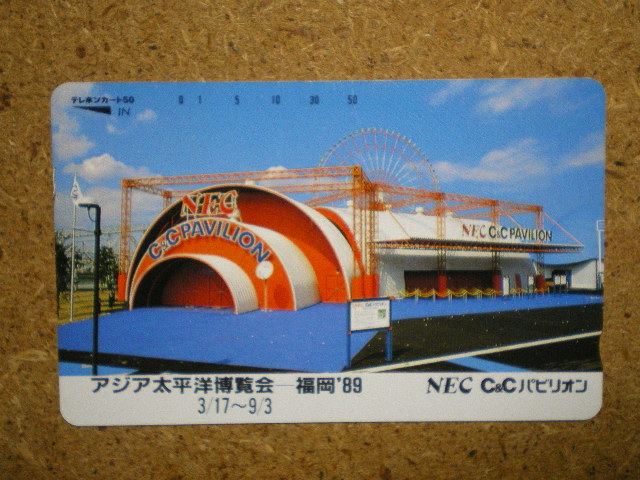 テレホンカード50
0 1 5 10 30 50
IN
NEC
C&C PAVILION
NEC C&C PAVILION
アジア太平洋博覧会―福岡'89
3/17～9/3
NEC C&Cパビリオン